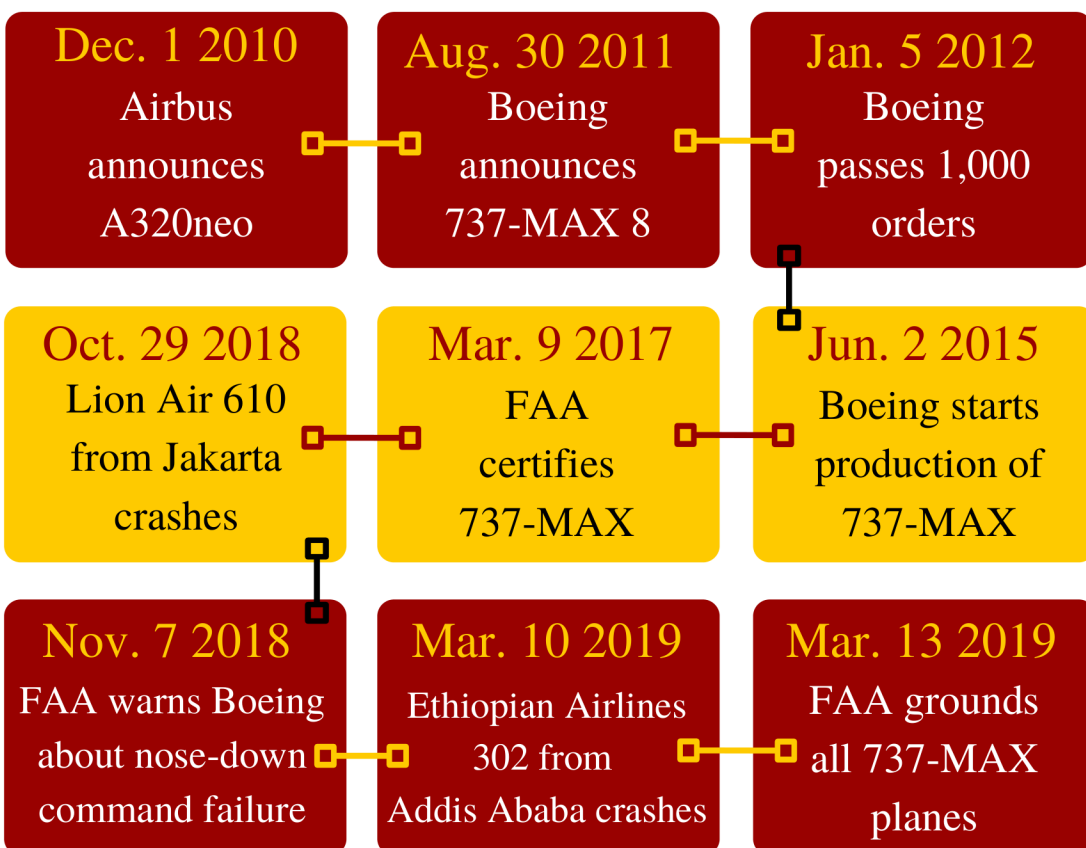 Dec. 1 2010
Airbus
announces
A320neo
Aug. 30 2011
Boeing
announces
737-MAX 8
Jan. 5 2012
Boeing
passes 1,000
orders
Jun. 2 2015
Boeing starts
production of
737-MAX
Mar. 9 2017
FAA
certifies
737-MAX
Oct. 29 2018
Lion Air 610
from Jakarta
crashes
Nov. 7 2018
FAA warns Boeing
about nose-down
command failure
Mar. 10 2019
Ethiopian Airlines
302 from
Addis Ababa crashes
Mar. 13 2019
FAA grounds
all 737-MAX
planes